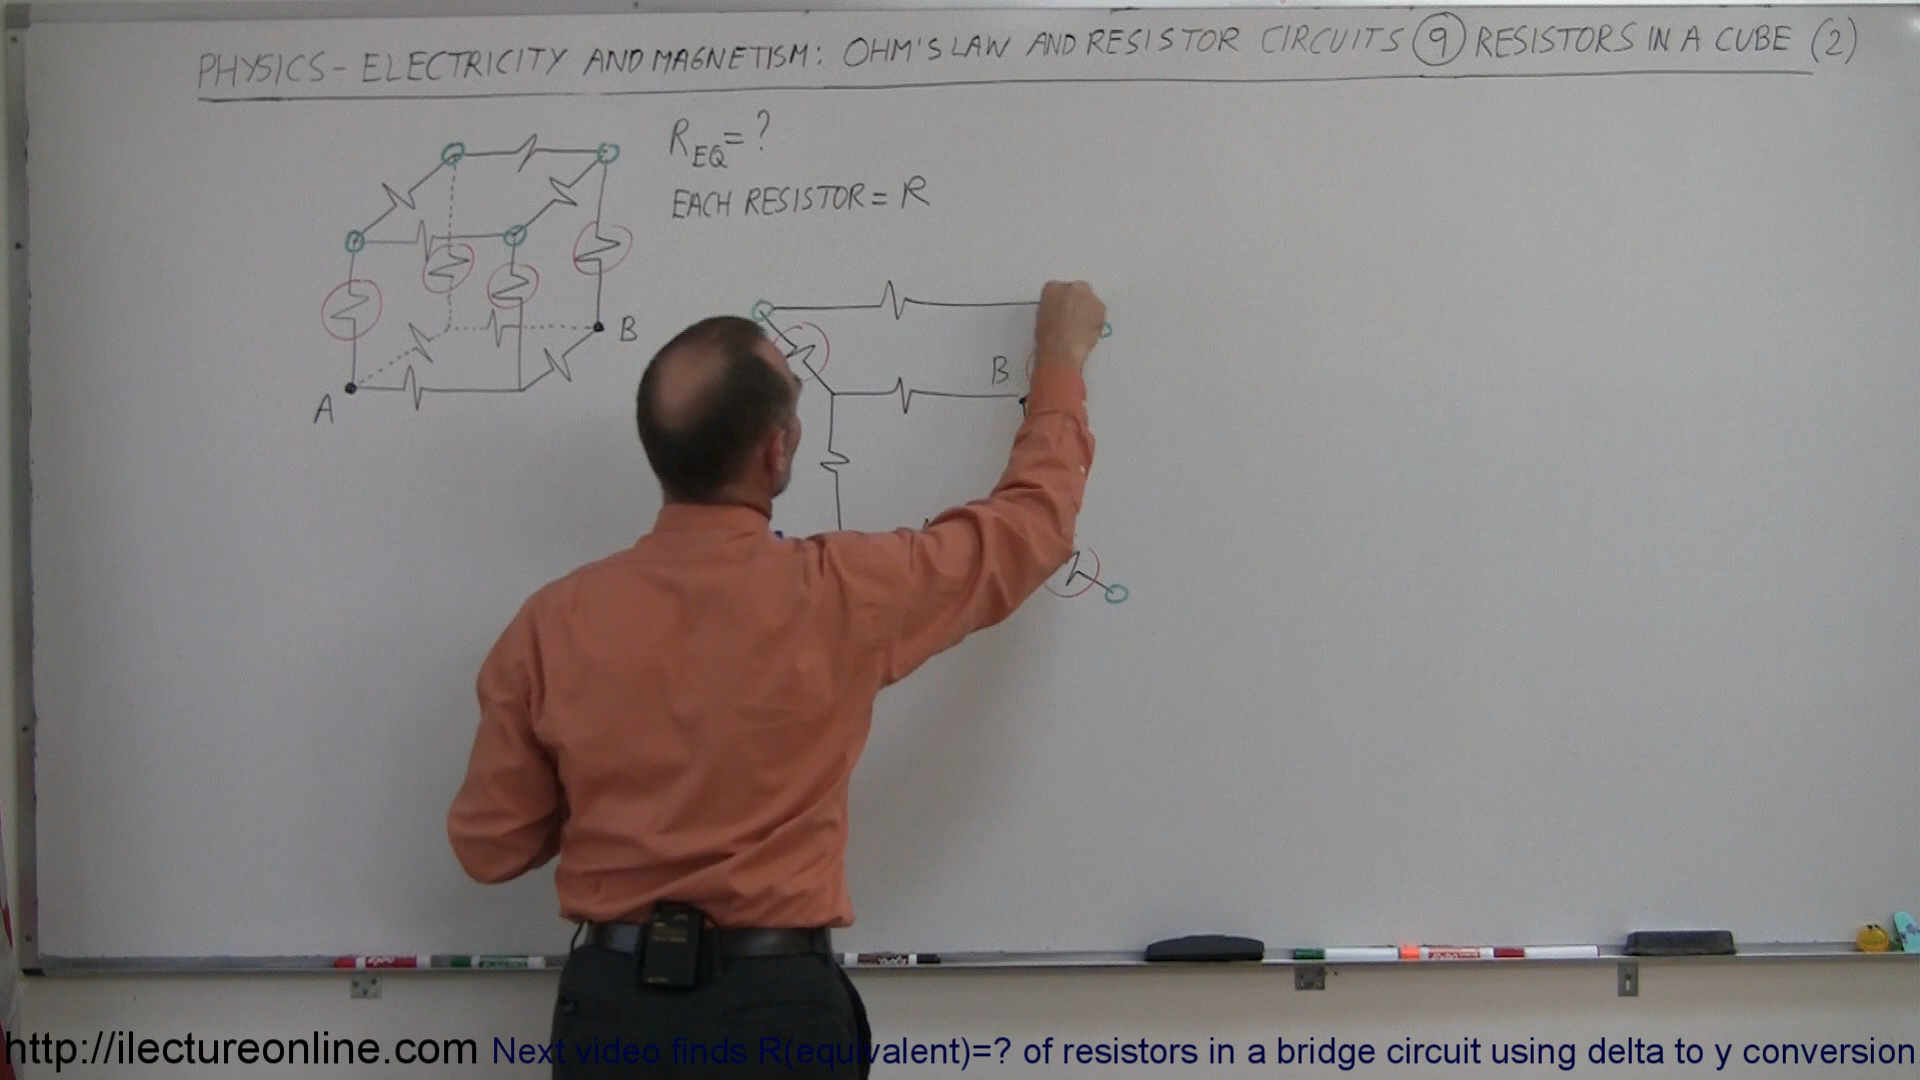 PHYSICS - ELECTRICITY AND MAGNETISM: OHM'S LAW AND RESISTOR CIRCUITS 9 RESISTORS IN A CUBE (2)
REQ = ?
EACH RESISTOR = R
B
A
B
http://ilectureonline.com Next video finds R(equivalent)=? of resistors in a bridge circuit using delta to y conversion